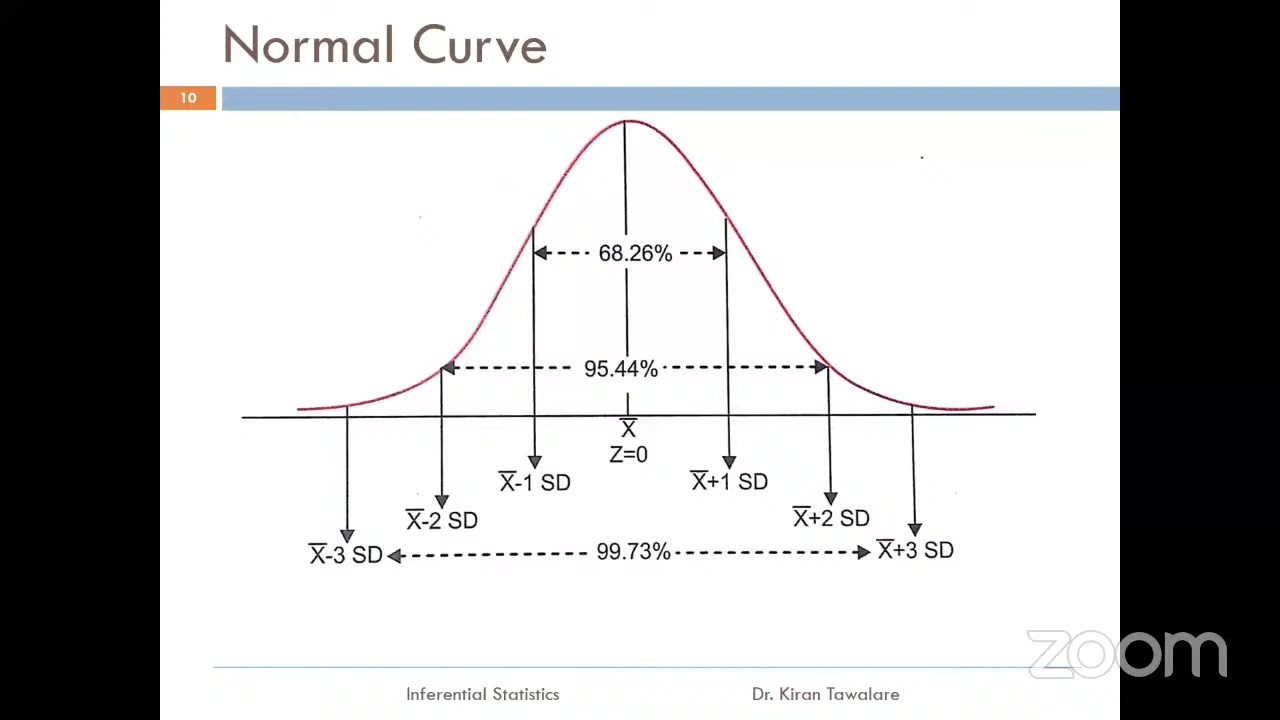 Normal Curve
10
68.26%
95.44%
X̅
Z=0
X̅-1 SD
X̅+1 SD
X̅-2 SD
X̅+2 SD
X̅-3 SD
99.73%
X̅+3 SD
zoom
Inferential Statistics
Dr. Kiran Tawalare